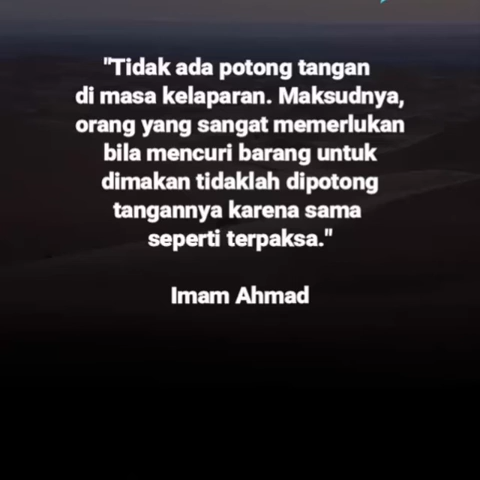 "Tidak ada potong tangan
di masa kelaparan. Maksudnya,
orang yang sangat memerlukan
bila mencuri barang untuk
dimakan tidaklah dipotong
tangannya karena sama
seperti terpaksa."
Imam Ahmad